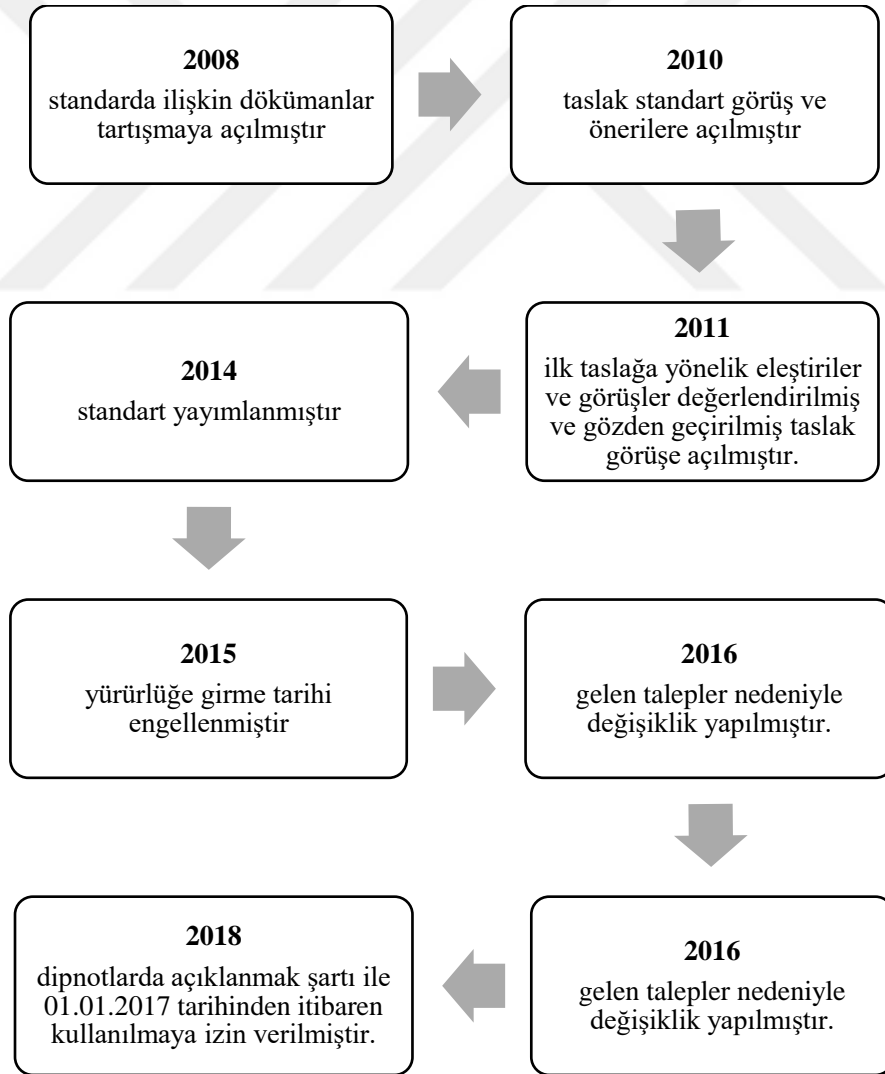 2008
standarda ilişkin dökümanlar
tartışmaya açılmıştır
2010
taslak standart görüş ve
önerilere açılmıştır
2011
ilk taslağa yönelik eleştiriler
ve görüşler değerlendirilmiş
ve gözden geçirilmiş taslak
görüşe açılmıştır.
2014
standart yayımlanmıştır
2015
yürürlüğe girme tarihi
engellenmiştir
2016
gelen talepler nedeniyle
değişiklik yapılmıştır.
2016
gelen talepler nedeniyle
değişiklik yapılmıştır.
2018
dipnotlarda açıklanmak şartı ile
01.01.2017 tarihinden itibaren
kullanılmaya izin verilmiştir.